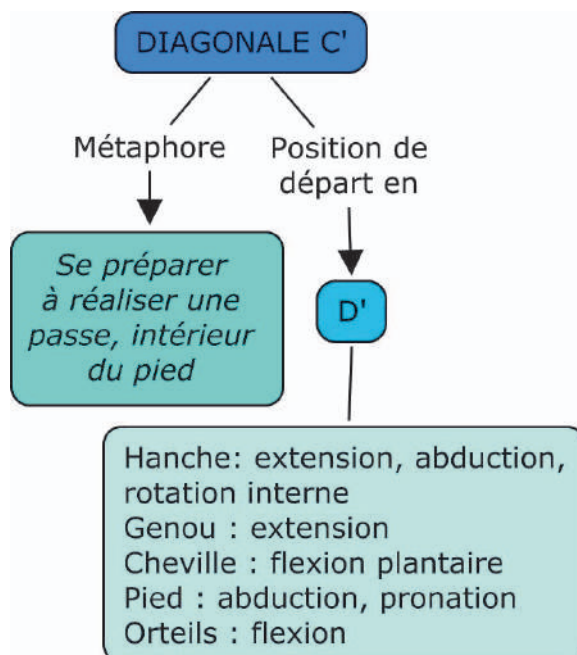 DIAGONALE C'
Métaphore
Position de
départ en
Se préparer
à réaliser une
passe, intérieur
du pied
D'
Hanche: extension, abduction,
rotation interne
Genou : extension
Cheville : flexion plantaire
Pied : abduction, pronation
Orteils : flexion